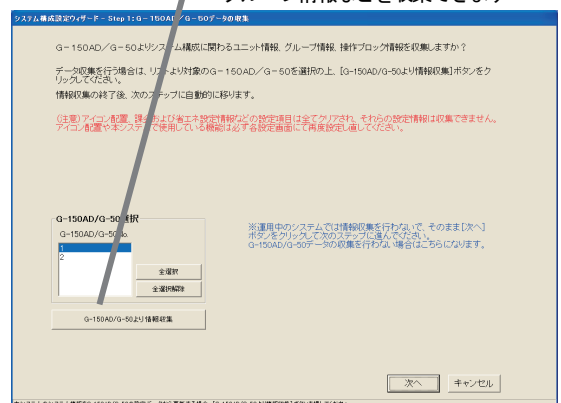 グループ情報などを収集できます
システム構成設定ウィザード - Step 1:G-150AD/G-50データの収集
G-150AD/G-50よりシステム構成に関わるユニット情報、グループ情報、操作ブロック情報を収集しますか?
データ収集を行う場合は、リストより対象のG-150AD/G-50を選択の上、[G-150AD/G-50より情報収集]ボタンをク
リックしてください。
情報収集の終了後、次のステップに自動的に移ります。
(注意)アイコン配置、課金および省エネ設定情報などの設定項目は全てクリアされ、それらの設定情報は収集できません。
アイコン配置や本システムで使用している機能は必ず各設定画面にて再度設定し直してください。
G-150AD/G-50選択
G-150AD/G-50No.
1
2
全選択
全選択解除
G-150AD/G-50より情報収集
※運用中のシステムでは情報収集を行わないで、そのまま[次へ]
ボタンをクリックして次のステップに進んでください。
G-150AD/G-50データの収集を行わない場合はこちらになります。
次へ
キャンセル